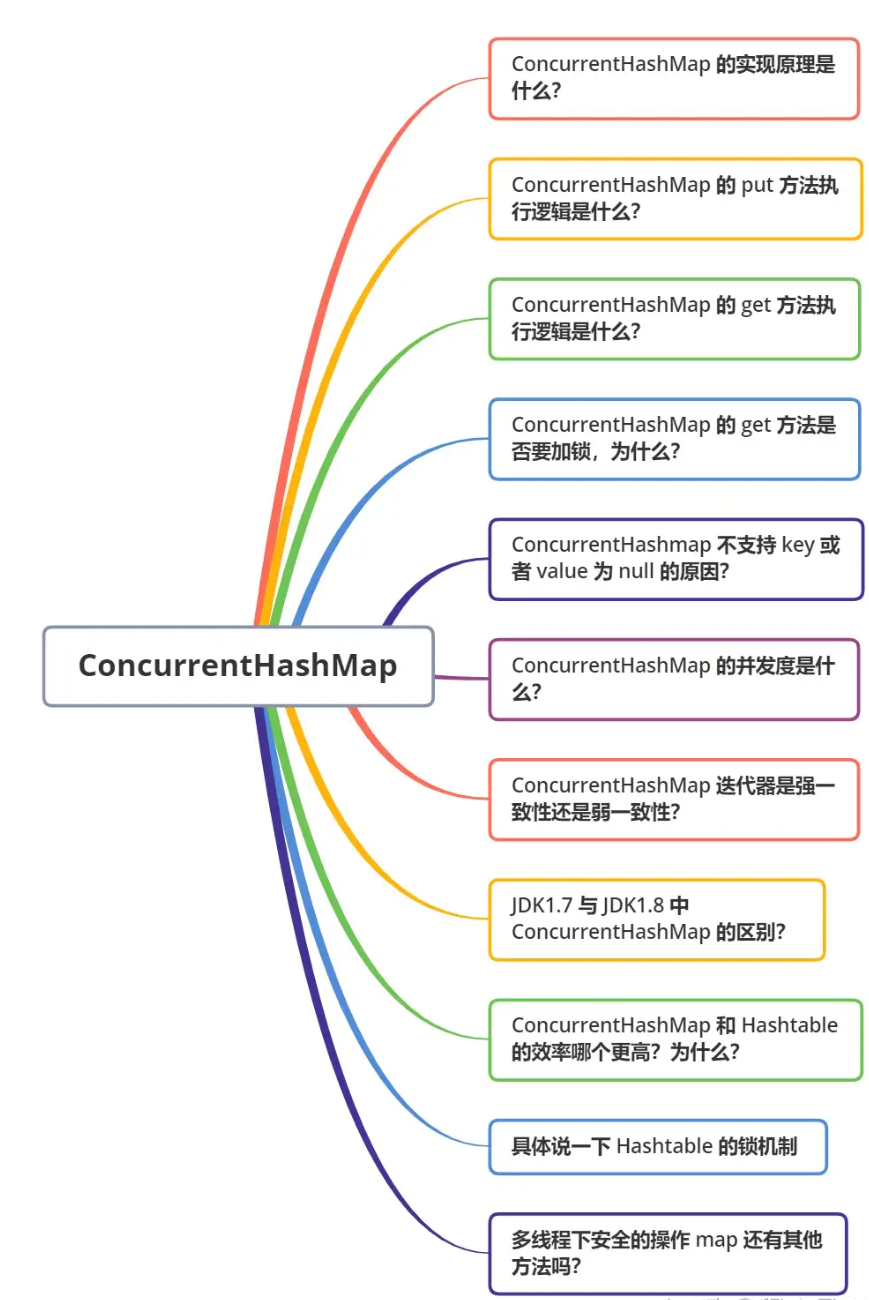 ConcurrentHashMap 的实现原理是
什么？
ConcurrentHashMap 的 put 方法执
行逻辑是什么？
ConcurrentHashMap 的 get 方法执
行逻辑是什么？
ConcurrentHashMap 的 get 方法是
否要加锁，为什么？
ConcurrentHashmap 不支持 key 或
者 value 为 null 的原因？
ConcurrentHashMap
ConcurrentHashMap 的并发度是什
么？
ConcurrentHashMap 迭代器是强一
致性还是弱一致性？
JDK1.7 与 JDK1.8 中
ConcurrentHashMap 的区别？
ConcurrentHashMap 和 Hashtable
的效率哪个更高？为什么？
具体说一下 Hashtable 的锁机制
多线程下安全的操作 map 还有其他
方法吗？